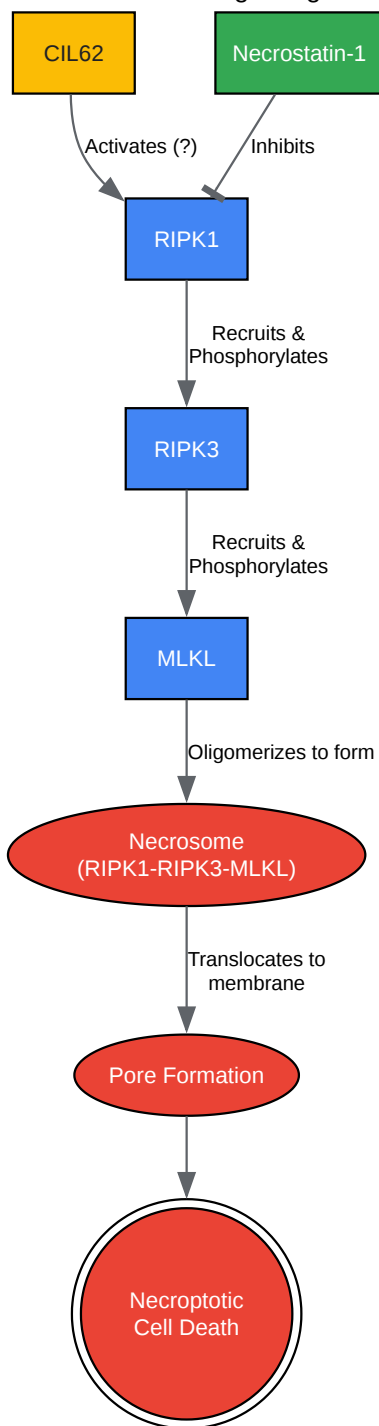 CIL62
Necrostatin-1
Activates (?)
Inhibits
RIPK1
Recruits &
Phosphorylates
RIPK3
Recruits &
Phosphorylates
MLKL
Oligomerizes to form
Necrosome
(RIPK1-RIPK3-MLKL)
Translocates to
membrane
Pore Formation
Necroptotic
Cell Death